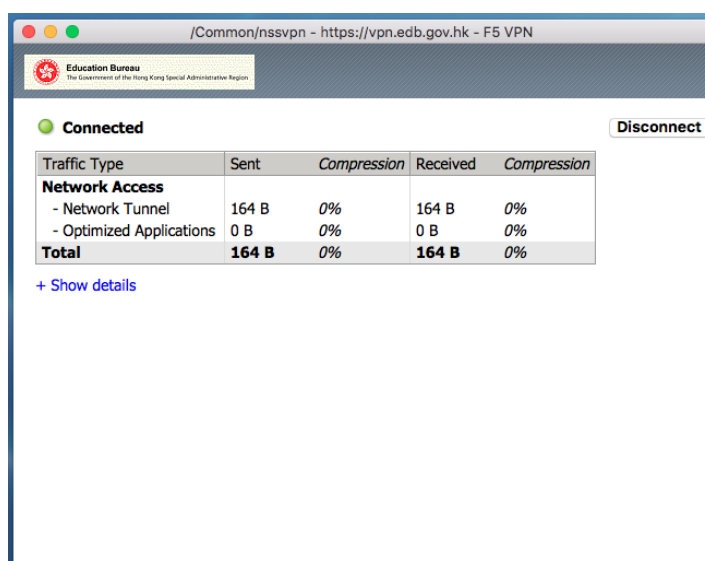 /Common/nssvpn - https://vpn.edb.gov.hk - F5 VPN
Education Bureau
The Government of the Hong Kong Special Administrative Region
Connected
Disconnect
Traffic Type Sent Compression Received Compression
Network Access
- Network Tunnel 164 B 0% 164 B 0%
- Optimized Applications 0 B 0% 0 B 0%
Total 164 B 0% 164 B 0%
+ Show details